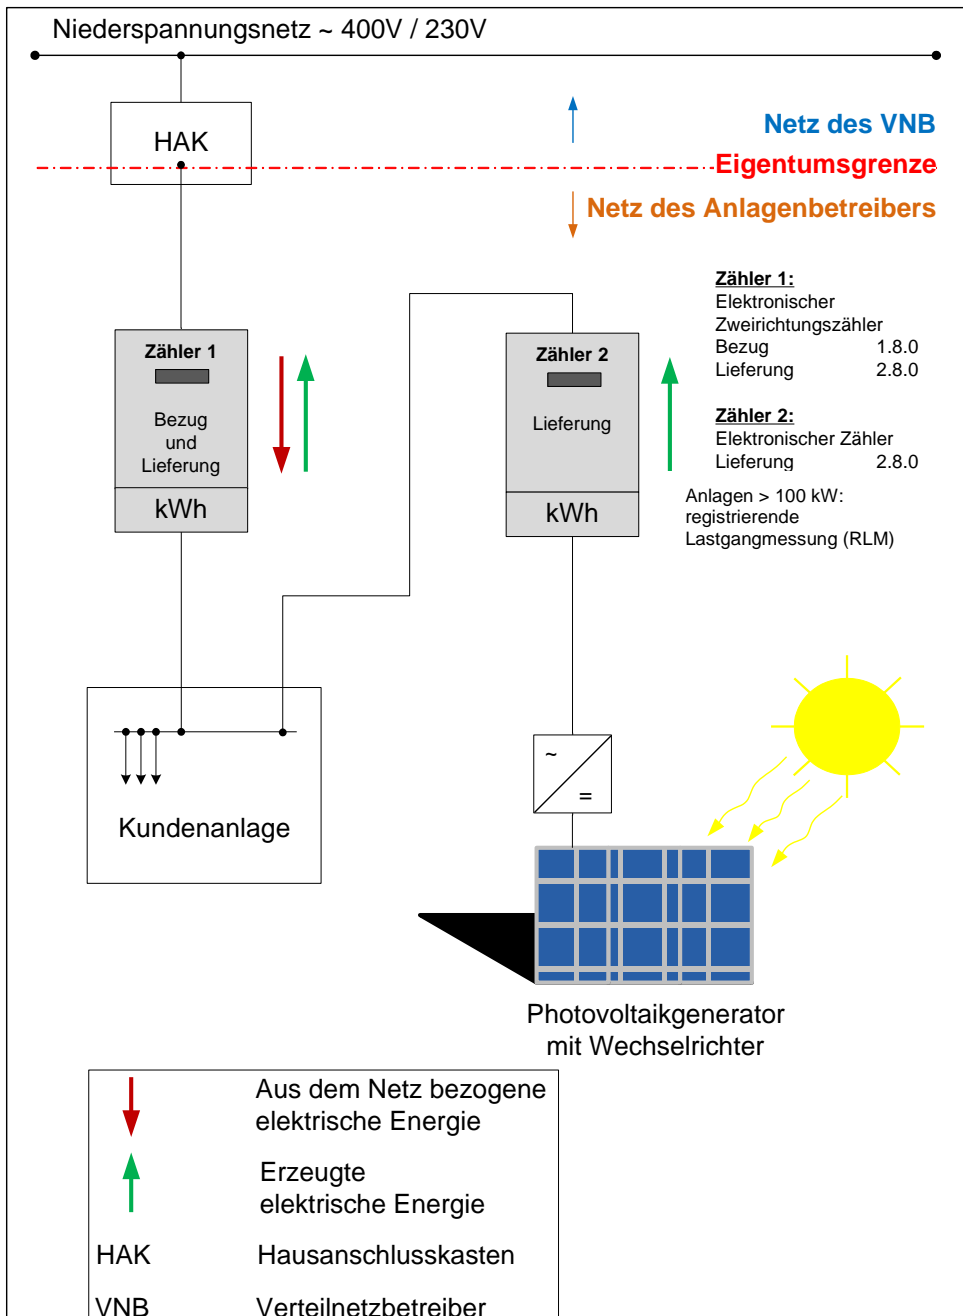 Niederspannungsnetz ~ 400V / 230V
HAK
Netz des VNB
Eigentumsgrenze
Netz des Anlagenbetreibers
Zähler 1
Bezug
und
Lieferung
kWh
Zähler 2
Lieferung
kWh
Zähler 1:
Elektronischer
Zweirichtungszähler
Bezug 1.8.0
Lieferung 2.8.0
Zähler 2:
Elektronischer Zähler
Lieferung 2.8.0
Anlagen > 100 kW:
registrierende
Lastgangmessung (RLM)
Kundenanlage
~
=
Photovoltaikgenerator
mit Wechselrichter
Aus dem Netz bezogene
elektrische Energie
Erzeugte
elektrische Energie
HAK Hausanschlusskasten
VNB Verteilnetzbetreiber